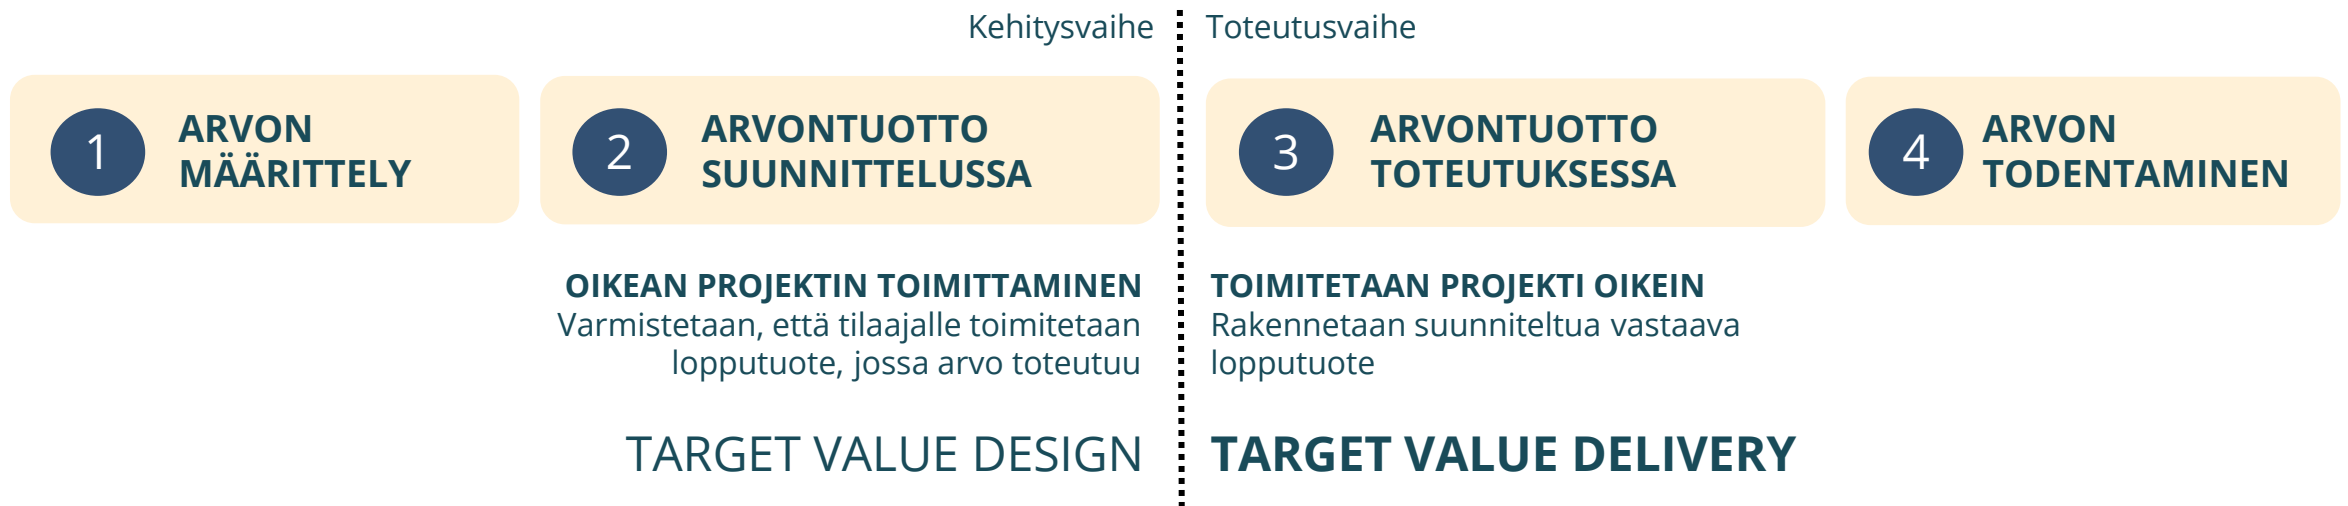 Kehitysvaihe
Toteutusvaihe
1
ARVON
MÄÄRITTELY
2
ARVONTUOTTO
SUUNNITTELUSSA
3
ARVONTUOTTO
TOTEUTUKSESSA
4
ARVON
TODENTAMINEN
OIKEAN PROJEKTIN TOIMITTAMINEN
Varmistetaan, että tilaajalle toimitetaan
lopputuote, jossa arvo toteutuu
TOIMITETAAN PROJEKTI OIKEIN
Rakennetaan suunniteltua vastaava
lopputuote
TARGET VALUE DESIGN
TARGET VALUE DELIVERY